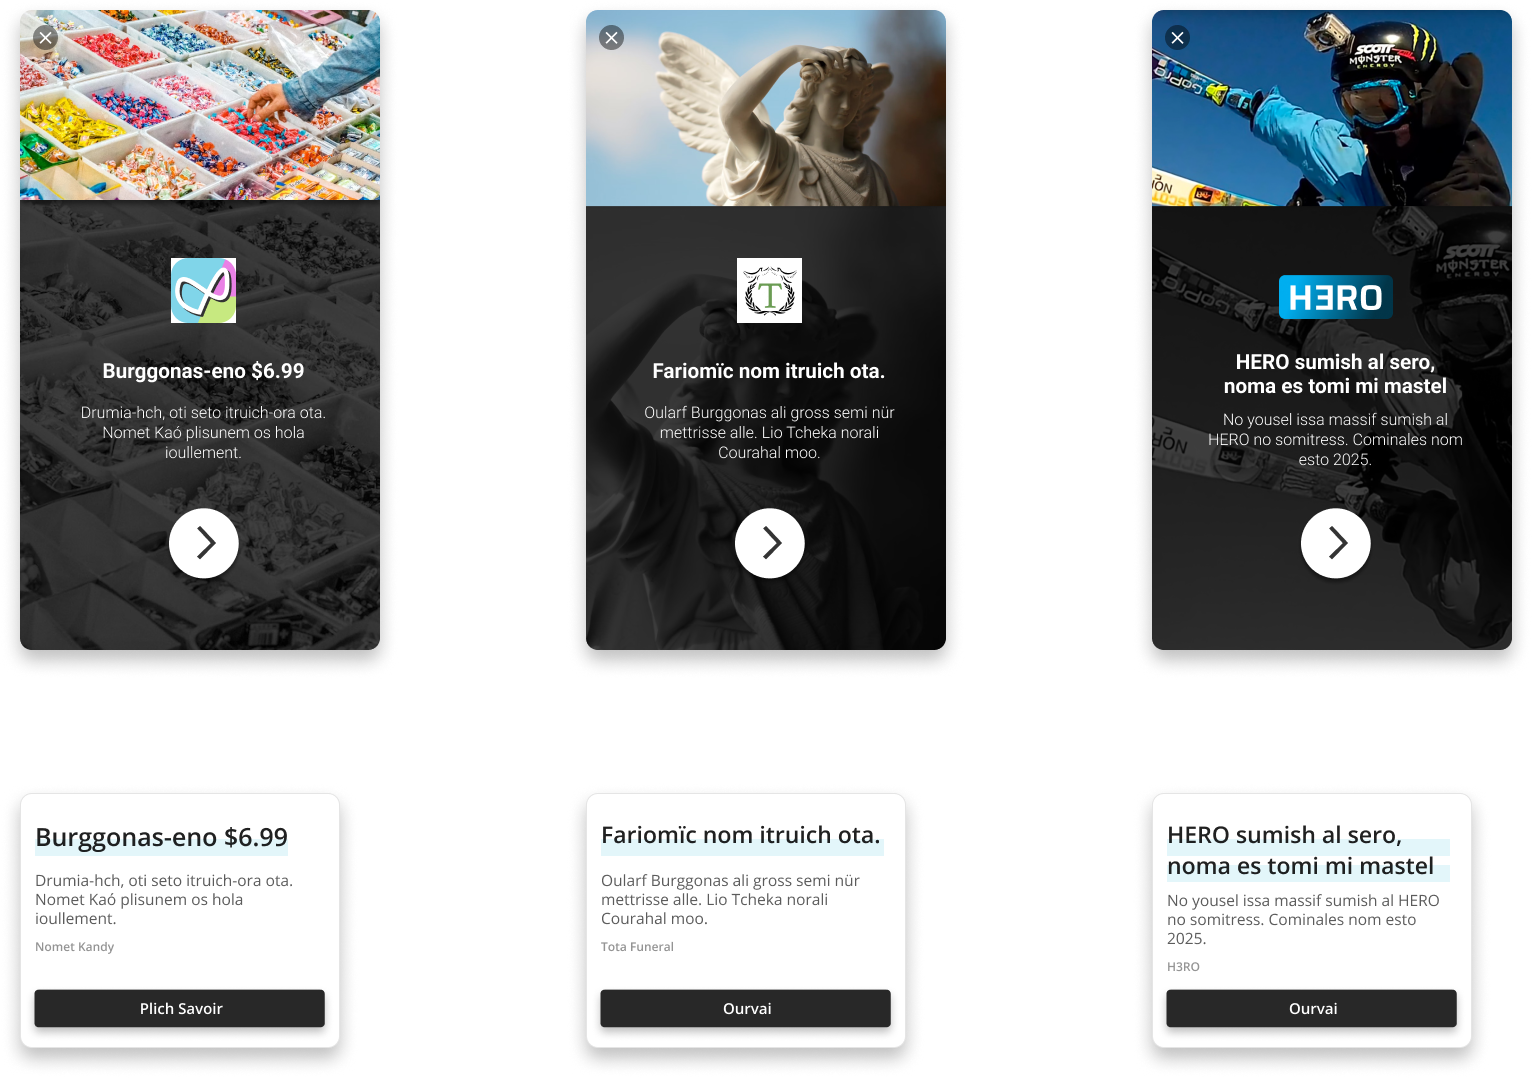 Burggonas-eno $6.99
Drumia-hch, oti seto itruich-ora ota.
Nomet Kaó plisunem os hola
ioullement.
T
Fariomïc nom itruich ota.
Oularf Burggonas ali gross semi nür
mettrisse alle. Lio Tcheka norali
Courahal moo.
SCOTT
MONSTER
ENERGY
GoPro
SCOTT
MONSTER
ENERGY
GoPro
H3RO
HERO sumish al sero,
noma es tomi mi mastel
No yousel issa massif sumish al
HERO no somitress. Cominales nom
esto 2025.
Burggonas-eno $6.99
Drumia-hch, oti seto itruich-ora ota.
Nomet Kaó plisunem os hola
ioullement.
Nomet Kandy
Plich Savoir
Fariomïc nom itruich ota.
Oularf Burggonas ali gross semi nür
mettrisse alle. Lio Tcheka norali
Courahal moo.
Tota Funeral
Ourvai
HERO sumish al sero,
noma es tomi mi mastel
No yousel issa massif sumish al HERO
no somitress. Cominales nom esto
2025.
H3RO
Ourvai